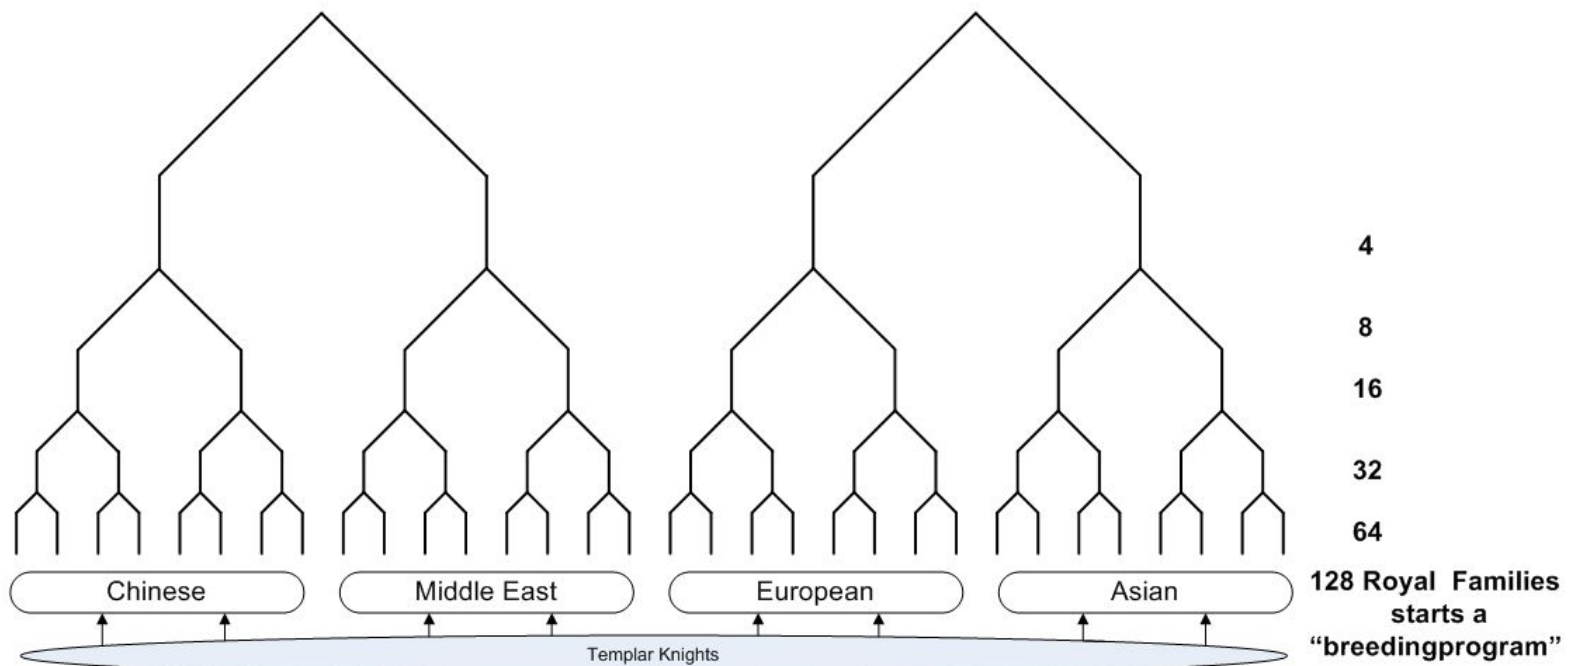 4
8
16
32
64
Chinese
Middle East
European
Asian
128 Royal Families
starts a
“breedingprogram”
Templar Knights